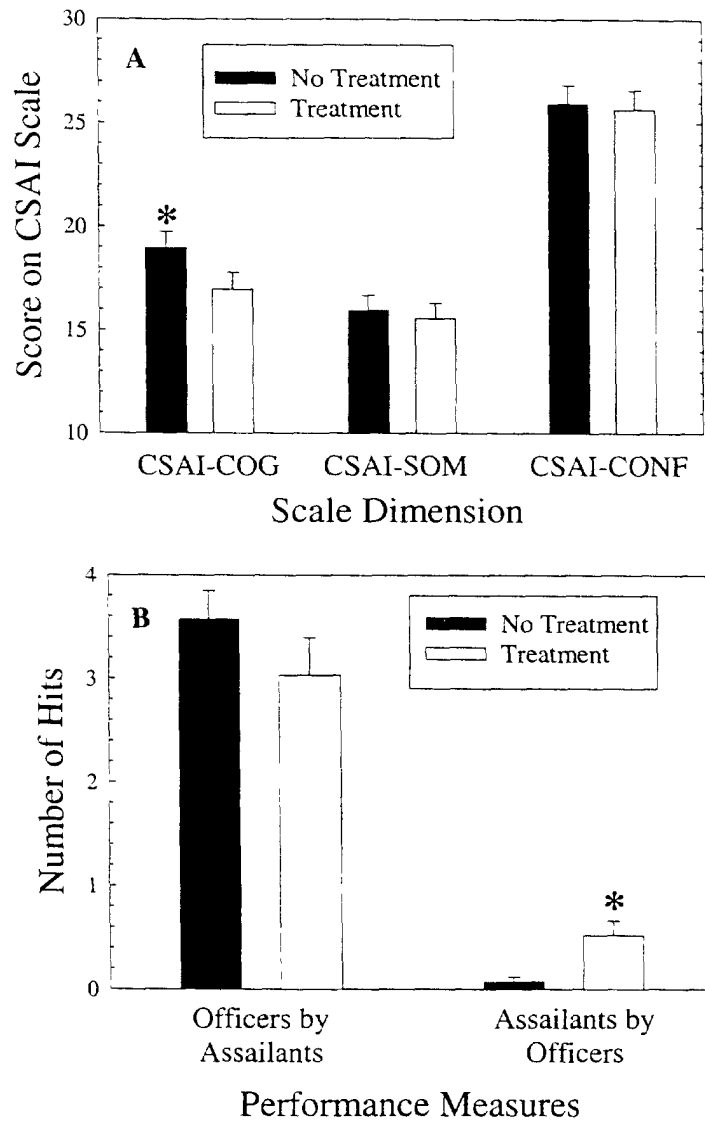 A
No Treatment
Treatment
*
30
25
20
15
10
Score on CSAI Scale
CSAI-COG CSAI-SOM CSAI-CONF
Scale Dimension
B
No Treatment
Treatment
*
4
3
2
1
0
Number of Hits
Officers by Assailants
Assailants by Officers
Performance Measures